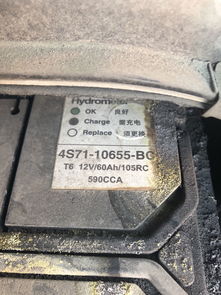 Hydrometer
OK 良好
Charge 需充电
Replace 须更换
4S71-10655-BC
T6 12V/60Ah/105RC
590CCA